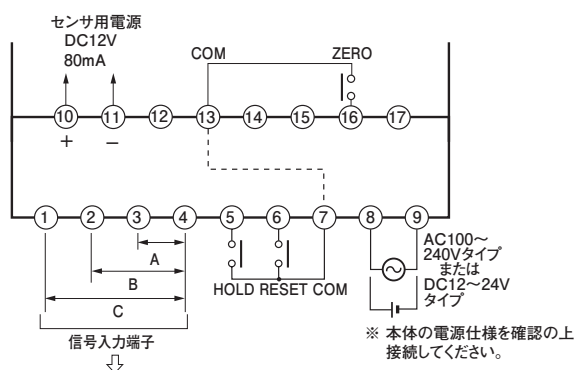 センサ用電源
DC12V
80mA
COM
ZERO
10 11 12 13 14 15 16 17
+ −
1 2 3 4 5 6 7 8 9
A
B
C
HOLD RESET COM
AC100～
240Vタイプ
または
DC12～24V
タイプ
信号入力端子
※ 本体の電源仕様を確認の上
接続してください。